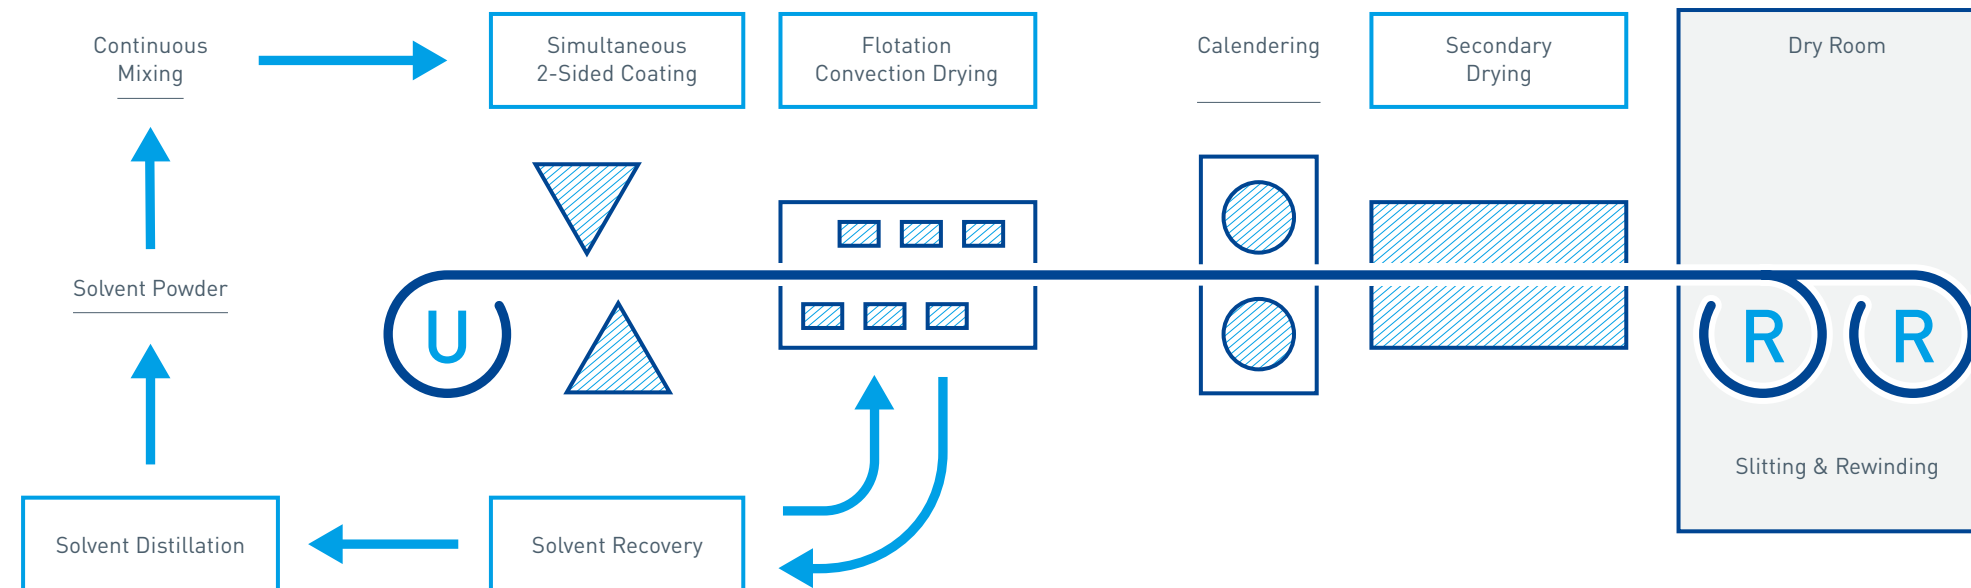 Continuous
Mixing
Simultaneous
2-Sided Coating
Flotation
Convection Drying
Calendering
Secondary
Drying
Dry Room
Solvent Powder
U
R
R
Slitting & Rewinding
Solvent Distillation
Solvent Recovery